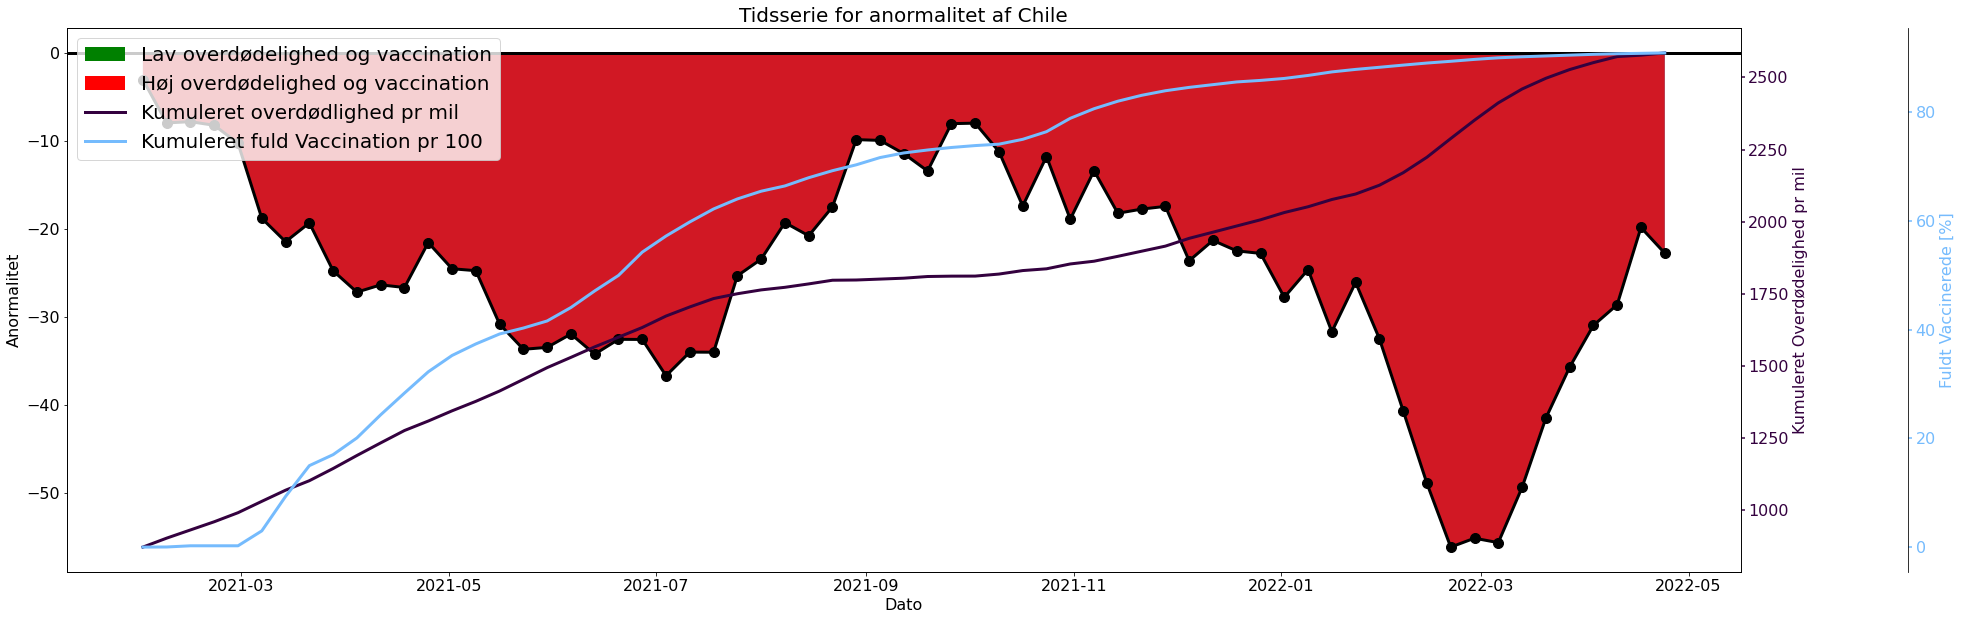 Tidsserie for anormalitet af Chile
Lav overdødelighed og vaccination
Høj overdødelighed og vaccination
Kumuleret overdødlighed pr mil
Kumuleret fuld Vaccination pr 100
Anormalitet
0
−10
−20
−30
−40
−50
2021-03
2021-05
2021-07
2021-09
2021-11
2022-01
2022-03
2022-05
Dato
2500
2250
2000
1750
1500
1250
1000
Kumuleret Overdødelighed pr mil
80
60
40
20
0
Fuldt Vaccinerede [%]